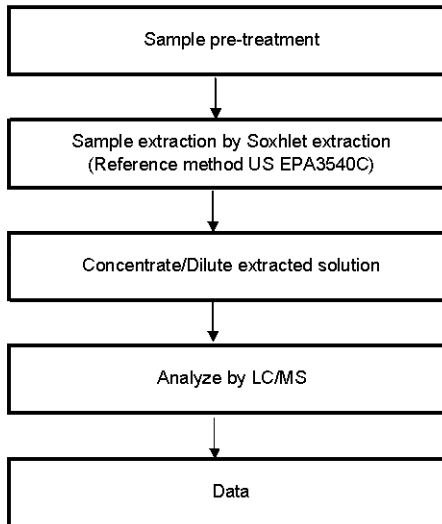 Sample pre-treatment
Sample extraction by Soxhlet extraction
(Reference method US EPA3540C)
Concentrate/Dilute extracted solution
Analyze by LC/MS
Data